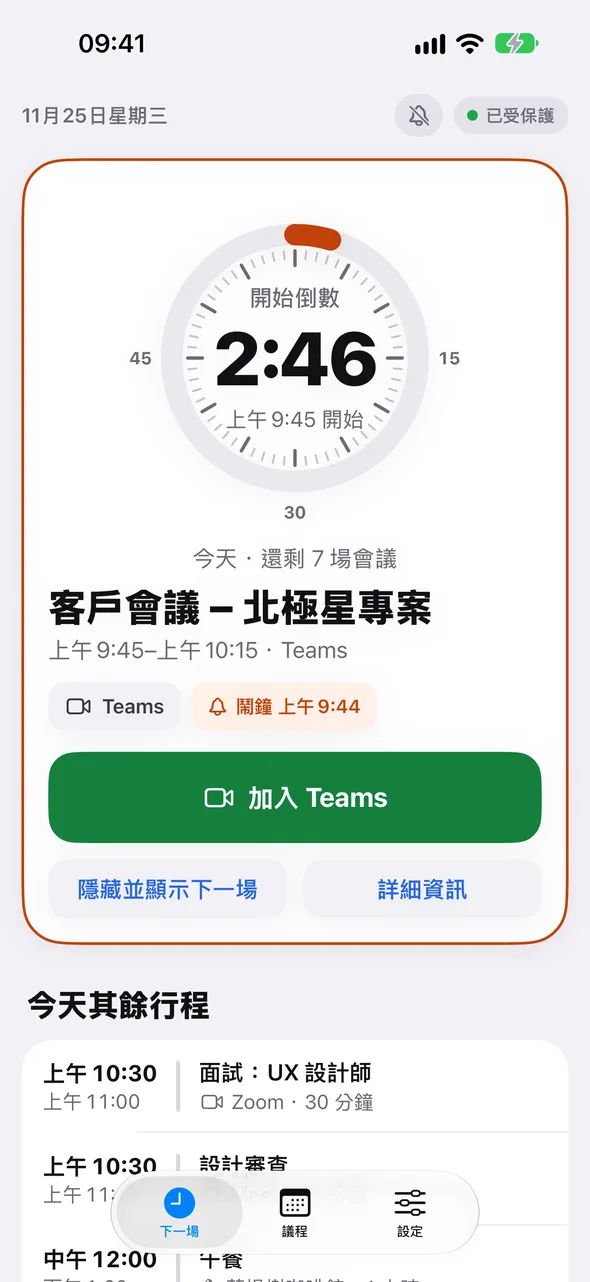 09:41
11月25日星期三
已受保護
開始倒數
45
2:46
15
上午 9:45 開始
30
今天 · 還剩 7 場會議
客戶會議 – 北極星專案
上午 9:45–上午 10:15 · Teams
Teams
鬧鐘 上午 9:44
加入 Teams
隱藏並顯示下一場
詳細資訊
今天其餘行程
上午 10:30
面試：UX 設計師
上午 11:00
Zoom · 30 分鐘
上午 10:30
設計審查
上午 11:
下一場
議程
設定
中午 12:00
午餐